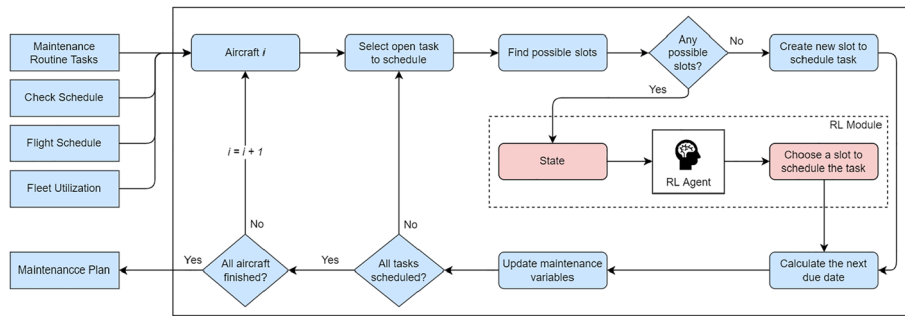 Maintenance
Routine Tasks
Check Schedule
Flight Schedule
Fleet Utilization
Aircraft i
Select open task
to schedule
Find possible slots
Any
possible
slots?
No
Create new slot to
schedule task
Yes
RL Module
State
RL Agent
Choose a slot to
schedule the task
i = i + 1
No
No
Maintenancce Plan
Yes
All aircraft
finished?
Yes
All tasks
scheduled?
Update maintenance
variables
Calculate the next
due date